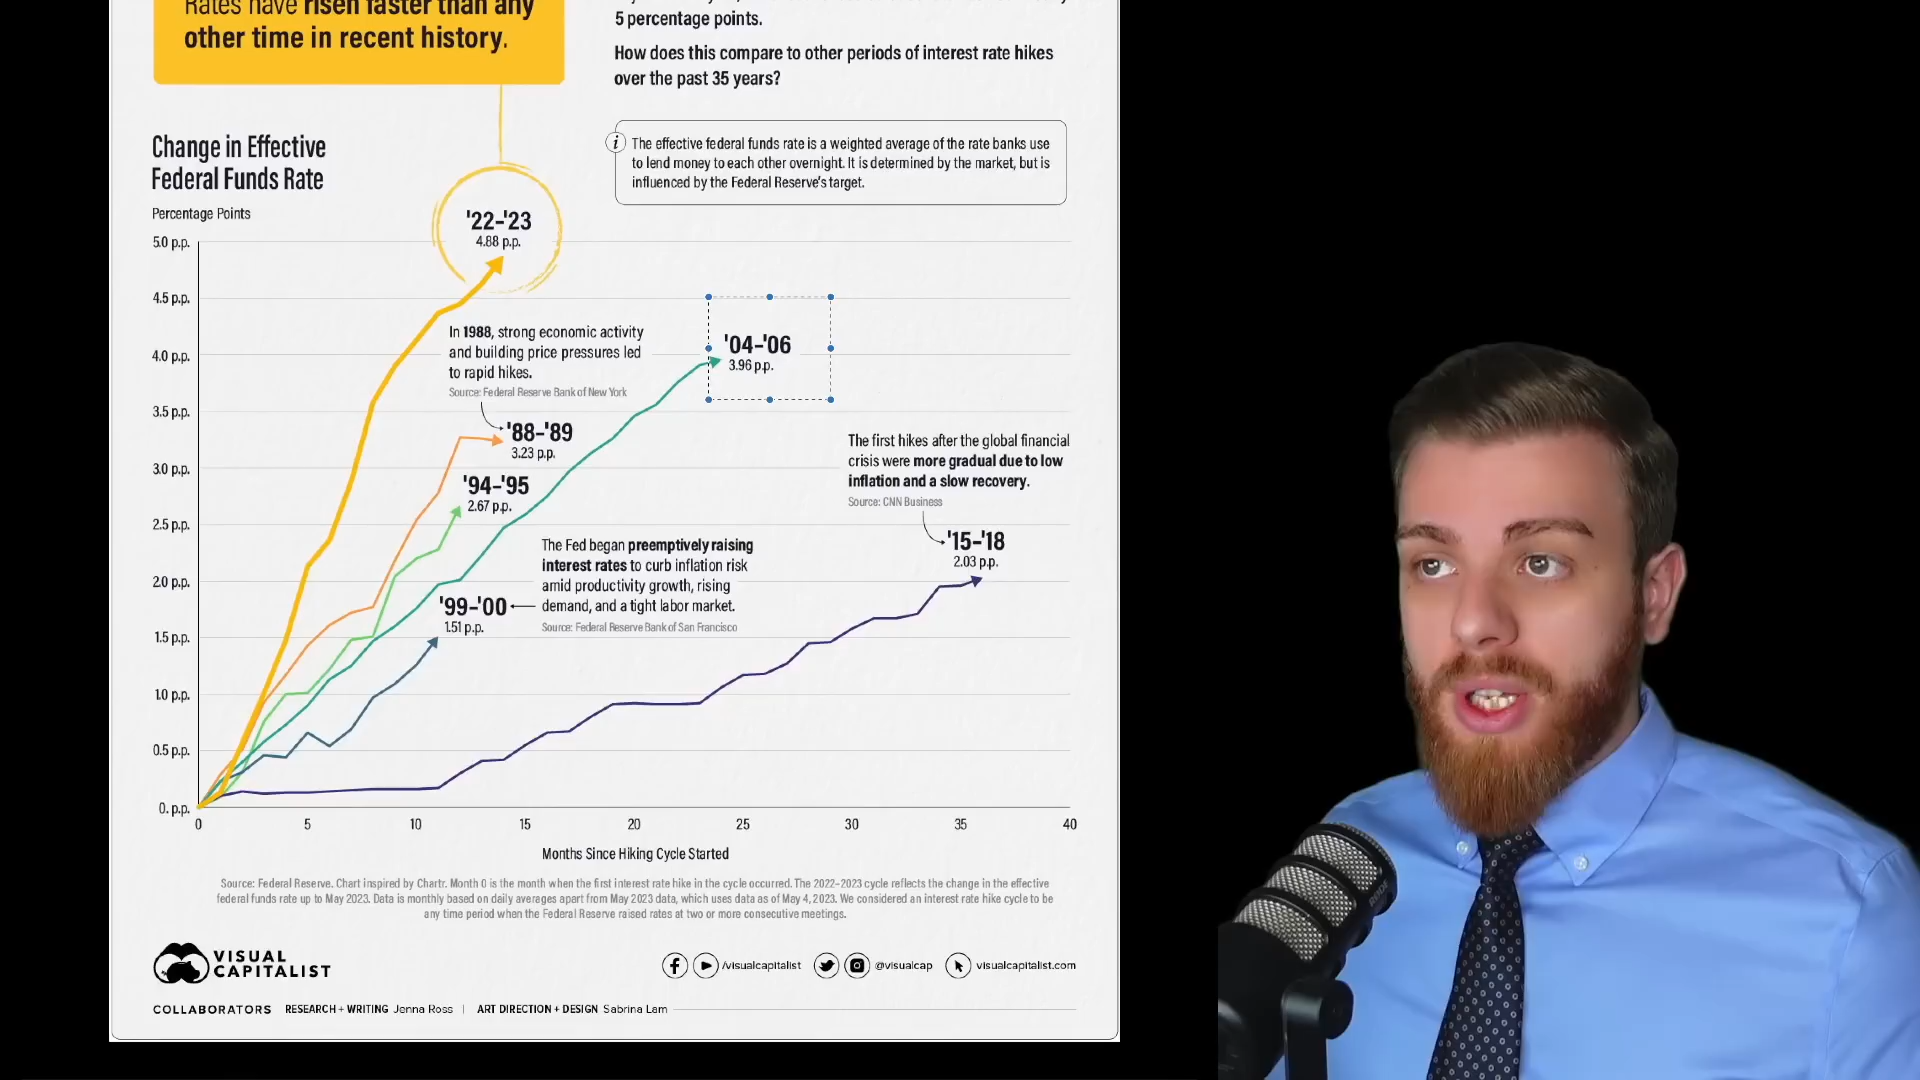 Rates have risen faster than any
other time in recent history.
5 percentage points.
How does this compare to other periods of interest rate hikes
over the past 35 years?
i
The effective federal funds rate is a weighted average of the rate banks use
to lend money to each other overnight. It is determined by the market, but is
influenced by the Federal Reserve's target.
Change in Effective
Federal Funds Rate
Percentage Points
5.0 p.p.
4.5 p.p.
4.0 p.p.
3.5 p.p.
3.0 p.p.
2.5 p.p.
2.0 p.p.
1.5 p.p.
1.0 p.p.
0.5 p.p.
0. p.p.
'22-'23
4.88 p.p.
In 1988, strong economic activity
and building price pressures led
to rapid hikes.
Source: Federal Reserve Bank of New York
'04-'06
3.96 p.p.
'88-'89
3.23 p.p.
'94-'95
2.67 p.p.
The first hikes after the global financial
crisis were more gradual due to low
inflation and a slow recovery.
Source: CNN Business
'15-'18
2.03 p.p.
The Fed began preemptively raising
interest rates to curb inflation risk
amid productivity growth, rising
demand, and a tight labor market.
Source: Federal Reserve Bank of San Francisco
'99-'00
1.51 p.p.
0 5 10 15 20 25 30 35 40
Months Since Hiking Cycle Started
Source: Federal Reserve. Chart inspired by Chartr. Month 0 is the month when the first interest rate hike in the cycle occurred. The 2022-2023 cycle reflects the change in the effective
federal funds rate up to May 2023. Data is monthly based on daily averages apart from May 2023 data, which uses data as of May 4, 2023. We considered an interest rate hike cycle to be
any time period when the Federal Reserve raised rates at two or more consecutive meetings.
VISUAL
CAPITALIST
/visualcapitalist @visualcap visualcapitalist.com
COLLABORATORS RESEARCH + WRITING Jenna Ross | ART DIRECTION + DESIGN Sabrina Lam